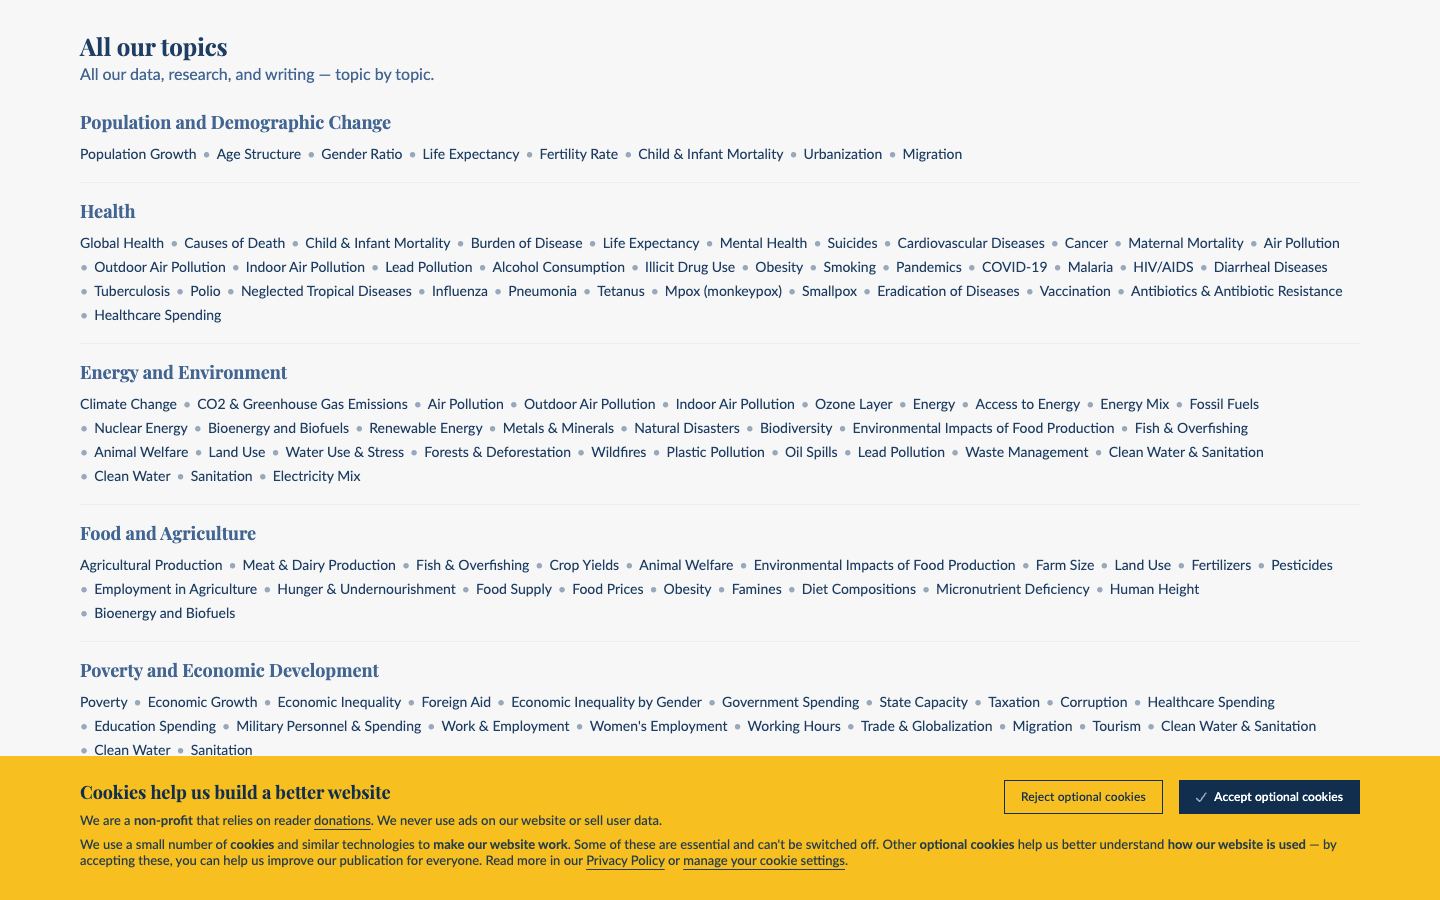 All our topics
All our data, research, and writing — topic by topic.
Population and Demographic Change
Population Growth • Age Structure • Gender Ratio • Life Expectancy • Fertility Rate • Child & Infant Mortality • Urbanization • Migration
Health
Global Health • Causes of Death • Child & Infant Mortality • Burden of Disease • Life Expectancy • Mental Health • Suicides • Cardiovascular Diseases • Cancer • Maternal Mortality • Air Pollution
• Outdoor Air Pollution • Indoor Air Pollution • Lead Pollution • Alcohol Consumption • Illicit Drug Use • Obesity • Smoking • Pandemics • COVID-19 • Malaria • HIV/AIDS • Diarrheal Diseases
• Tuberculosis • Polio • Neglected Tropical Diseases • Influenza • Pneumonia • Tetanus • Mpox (monkeypox) • Smallpox • Eradication of Diseases • Vaccination • Antibiotics & Antibiotic Resistance
• Healthcare Spending
Energy and Environment
Climate Change • CO2 & Greenhouse Gas Emissions • Air Pollution • Outdoor Air Pollution • Indoor Air Pollution • Ozone Layer • Energy • Access to Energy • Energy Mix • Fossil Fuels
• Nuclear Energy • Bioenergy and Biofuels • Renewable Energy • Metals & Minerals • Natural Disasters • Biodiversity • Environmental Impacts of Food Production • Fish & Overfishing
• Animal Welfare • Land Use • Water Use & Stress • Forests & Deforestation • Wildfires • Plastic Pollution • Oil Spills • Lead Pollution • Waste Management • Clean Water & Sanitation
• Clean Water • Sanitation • Electricity Mix
Food and Agriculture
Agricultural Production • Meat & Dairy Production • Fish & Overfishing • Crop Yields • Animal Welfare • Environmental Impacts of Food Production • Farm Size • Land Use • Fertilizers • Pesticides
• Employment in Agriculture • Hunger & Undernourishment • Food Supply • Food Prices • Obesity • Famines • Diet Compositions • Micronutrient Deficiency • Human Height
• Bioenergy and Biofuels
Poverty and Economic Development
Poverty • Economic Growth • Economic Inequality • Foreign Aid • Economic Inequality by Gender • Government Spending • State Capacity • Taxation • Corruption • Healthcare Spending
• Education Spending • Military Personnel & Spending • Work & Employment • Women's Employment • Working Hours • Trade & Globalization • Migration • Tourism • Clean Water & Sanitation
• Clean Water • Sanitation
Cookies help us build a better website
We are a non-profit that relies on reader donations. We never use ads on our website or sell user data.
We use a small number of cookies and similar technologies to make our website work. Some of these are essential and can't be switched off. Other optional cookies help us better understand how our website is used — by
accepting these, you can help us improve our publication for everyone. Read more in our Privacy Policy or manage your cookie settings.
Reject optional cookies
Accept optional cookies